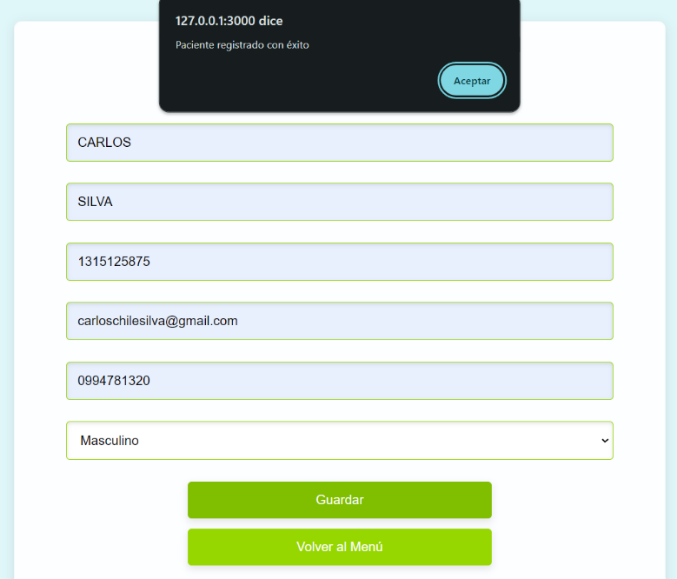 127.0.0.1:3000 dice
Paciente registrado con éxito
Aceptar
CARLOS
SILVA
1315125875
carloschilesilva@gmail.com
0994781320
Masculino
Guardar
Volver al Menú